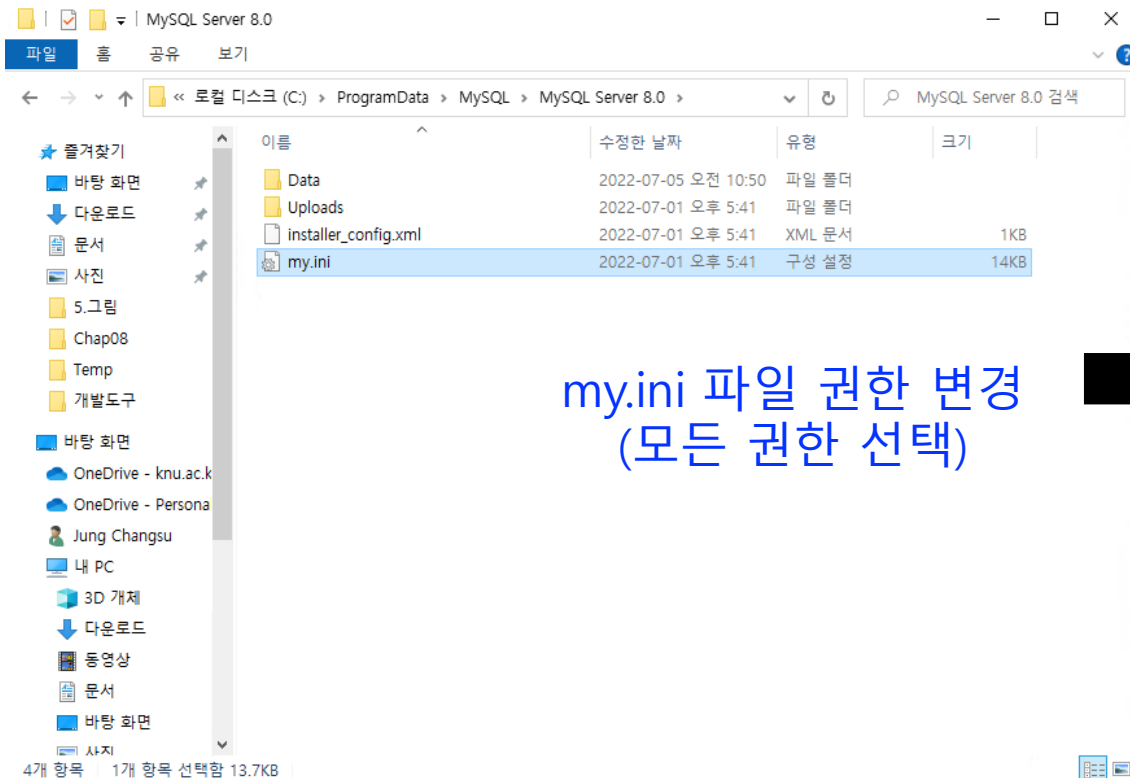 MySQL Server 8.0
파일 홈 공유 보기
« 로컬 디스크 (C:) › ProgramData › MySQL › MySQL Server 8.0 › MySQL Server 8.0 검색
이름 수정한 날짜 유형 크기
즐겨찾기
바탕 화면
다운로드
문서
사진
5.그림
Chap08
Temp
개발도구
바탕 화면
OneDrive - knu.ac.k
OneDrive - Persona
Jung Changsu
내 PC
3D 개체
다운로드
동영상
문서
바탕 화면
사진
Data 2022-07-05 오전 10:50 파일 폴더
Uploads 2022-07-01 오후 5:41 파일 폴더
installer_config.xml 2022-07-01 오후 5:41 XML 문서 1KB
my.ini 2022-07-01 오후 5:41 구성 설정 14KB
my.ini 파일 권한 변경
(모든 권한 선택)
4개 항목 1개 항목 선택함 13.7KB